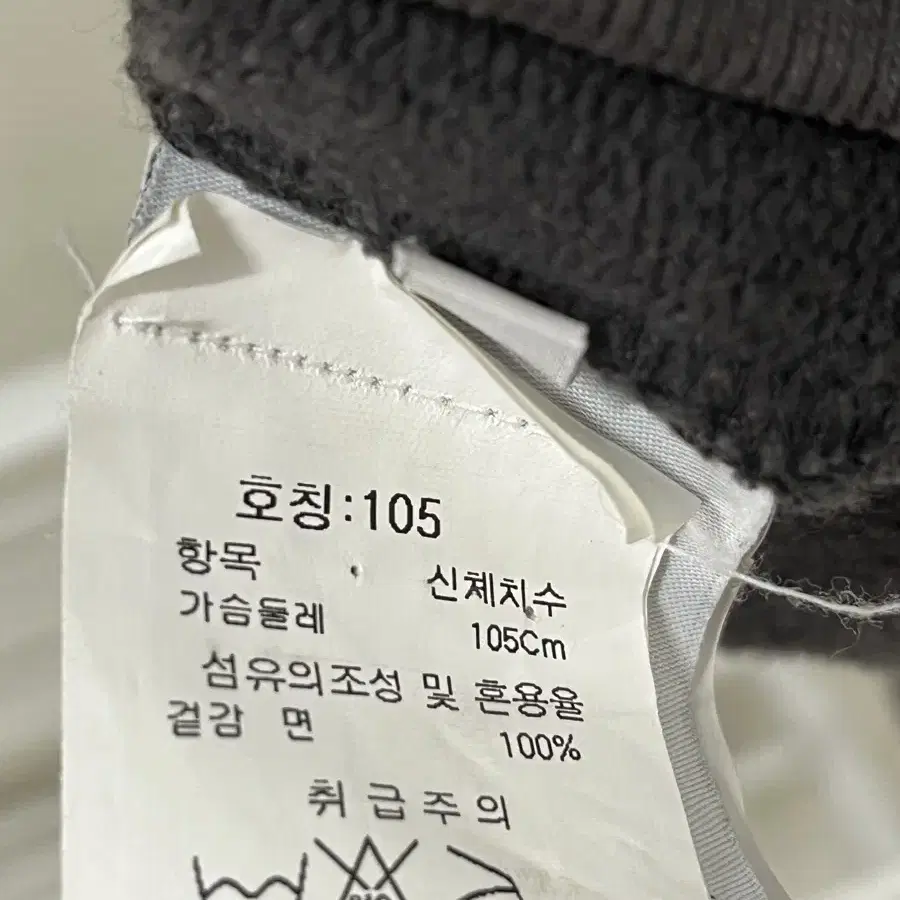 호칭:105
항목 신체치수
가슴둘레 105Cm
섬유의조성 및 혼용율
겉감 면 100%
취급주의